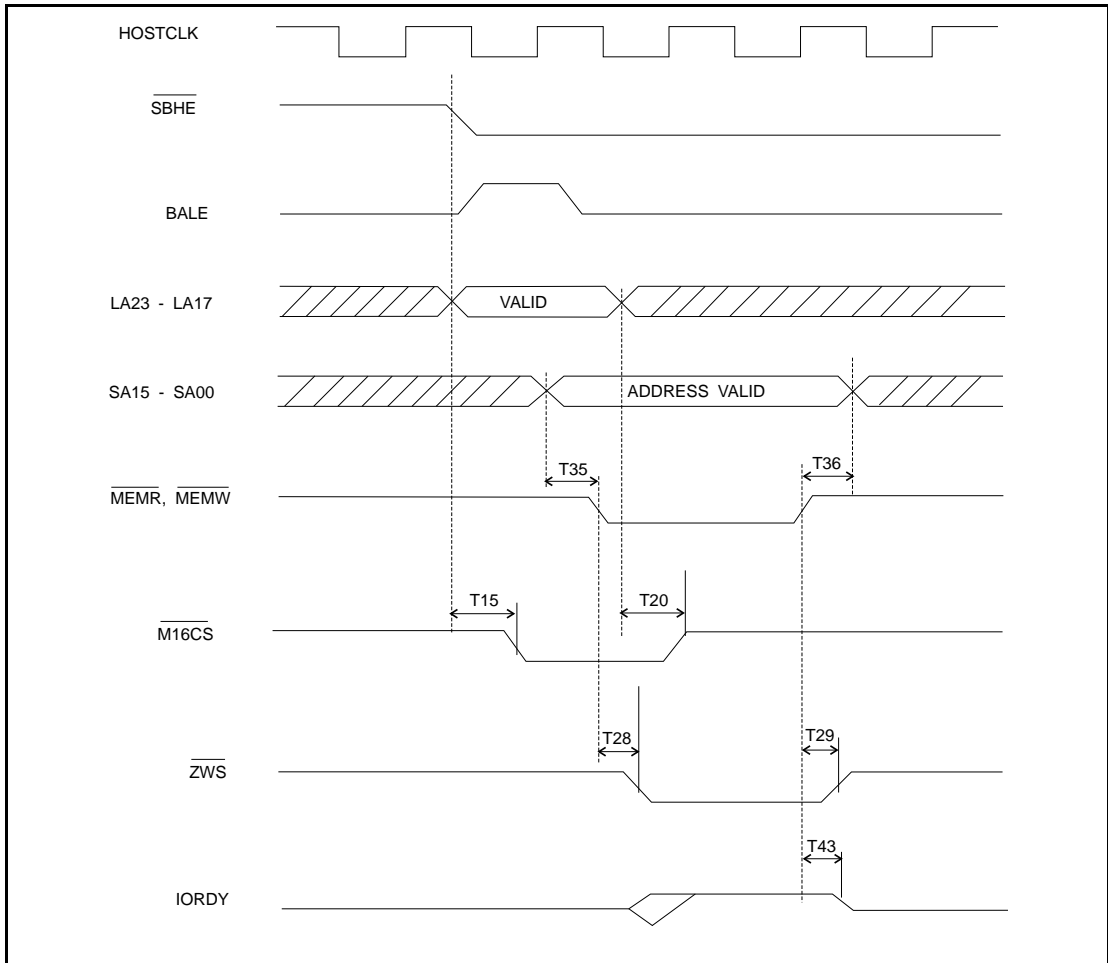 HOSTCLK
SBHE
BALE
LA23 - LA17
VALID
SA15 - SA00
ADDRESS VALID
T35
T36
MEMR, MEMW
T15
T20
M16CS
T28
T29
ZWS
T43
IORDY